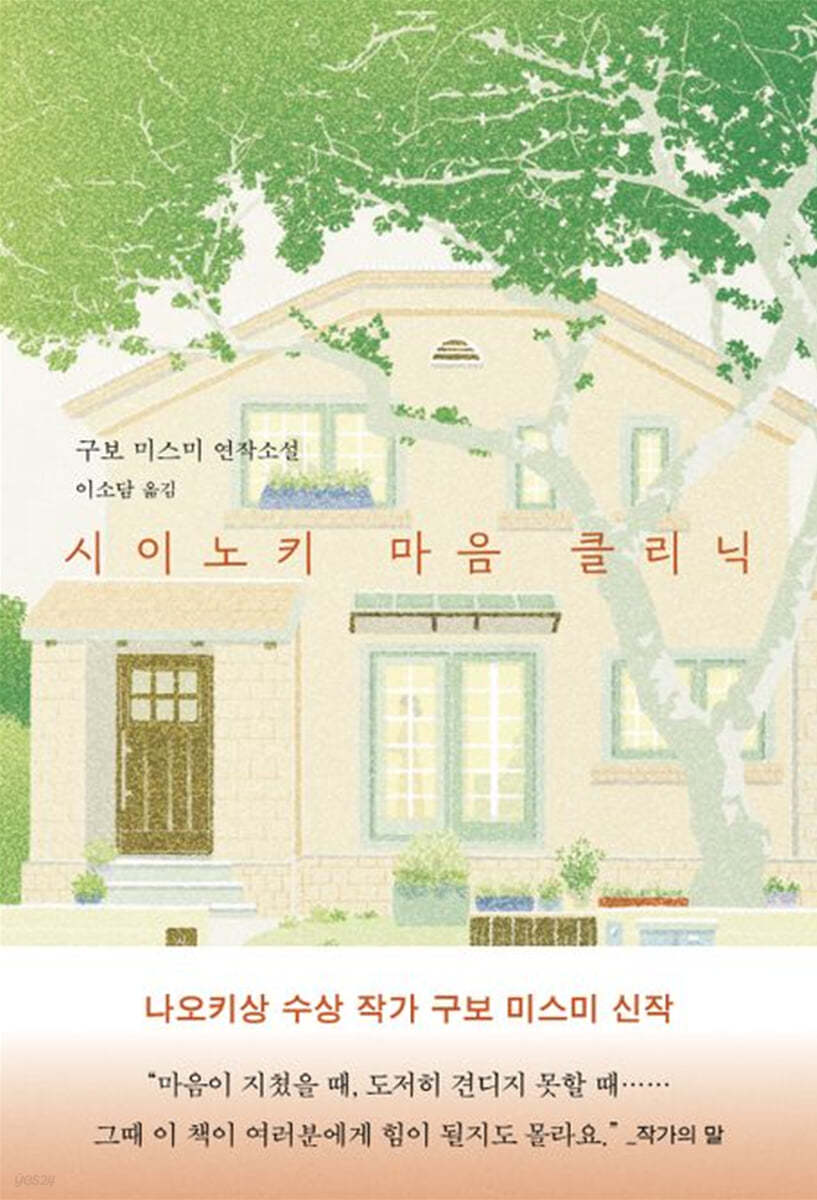 구보 미스미 연작소설
이소담 옮김
시이노키 마음 클리닉
나오키상 수상 작가 구보 미스미 신작
“마음이 지쳤을 때, 도저히 견디지 못할 때……
그때 이 책이 여러분에게 힘이 될지도 몰라요.” _작가의 말
yes24